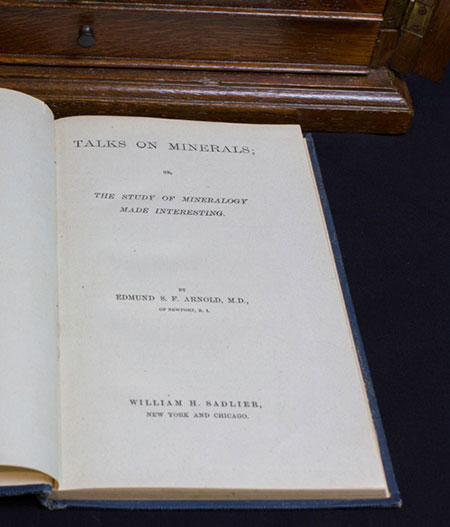 TALKS ON MINERALS;
OR,
THE STUDY OF MINERALOGY
MADE INTERESTING.
BY
EDMUND S. F. ARNOLD, M.D.,
OF NEWPORT, R. I.
WILLIAM H. SADLIER,
NEW YORK AND CHICAGO.